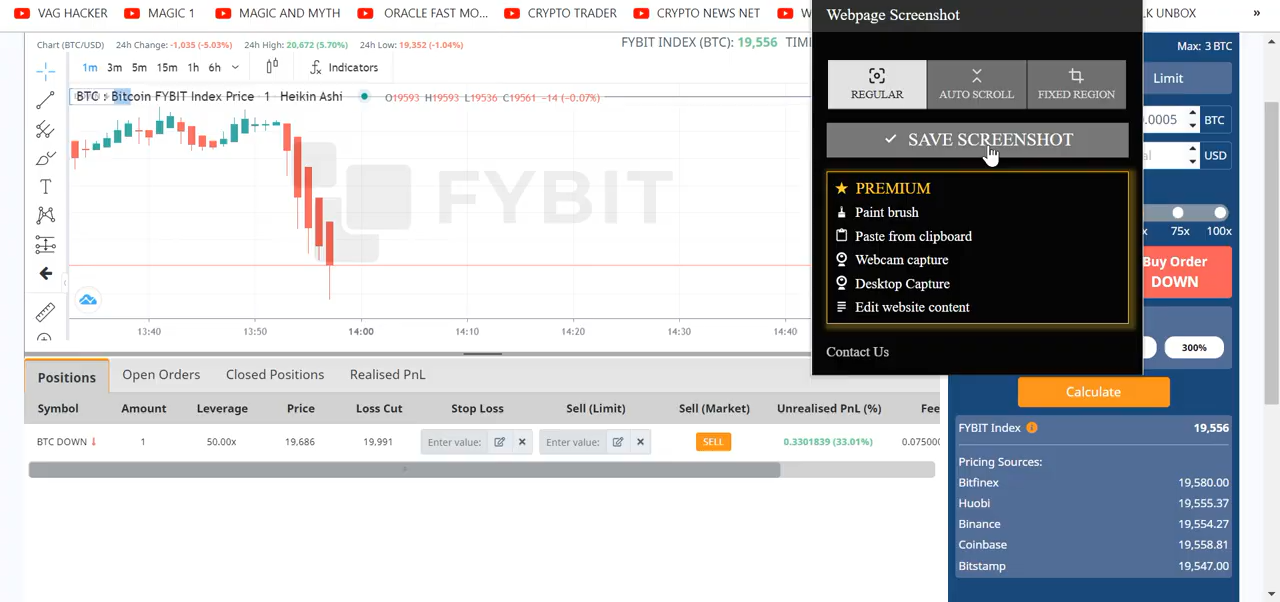 VAG HACKER MAGIC 1 MAGIC AND MYTH ORACLE FAST MO... CRYPTO TRADER CRYPTO NEWS NET LK UNBOX »
Chart (BTC/USD) 24h Change: -1,035 (-5.03%) 24h High: 20,672 (5.70%) 24h Low: 19,352 (-1.04%)
FYBIT INDEX (BTC): 19,556
1m 3m 5m 15m 1h 6h Indicators
BTC : Bitcoin FYBIT Index Price · 1 Heikin Ashi O19593 H19593 L19536 C19561 -14 (-0.07%)
FYBIT
13:40 13:50 14:00 14:10 14:20 14:30 14:40
Webpage Screenshot
REGULAR AUTO SCROLL FIXED REGION
SAVE SCREENSHOT
PREMIUM
Paint brush
Paste from clipboard
Webcam capture
Desktop Capture
Edit website content
Contact Us
Max: 3 BTC
Limit
.0005 BTC
USD
75x 100x
Buy Order
DOWN
300%
Calculate
FYBIT Index 19,556
Pricing Sources:
Bitfinex 19,580.00
Huobi 19,555.37
Binance 19,554.27
Coinbase 19,558.81
Bitstamp 19,547.00
Positions Open Orders Closed Positions Realised PnL
Symbol Amount Leverage Price Loss Cut Stop Loss Sell (Limit) Sell (Market) Unrealised PnL (%) Fee
BTC DOWN 1 50.00x 19,686 19,991 Enter value: Enter value: SELL 0.3301839 (33.01%) 0.07500